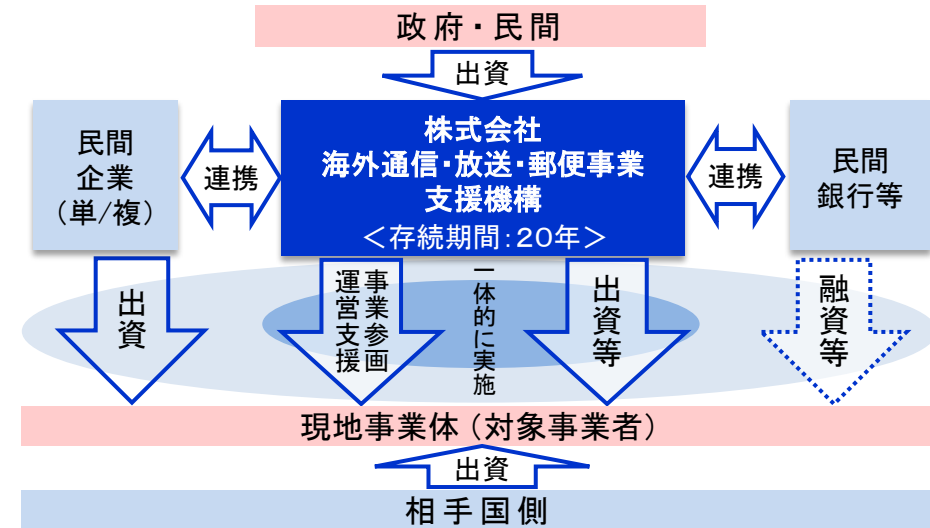 政府・民間
出資
民間
企業
（単/複）
連携
株式会社
海外通信・放送・郵便事業
支援機構
＜存続期間：２０年＞
連携
民間
銀行等
出資
事業参画
運営支援
一体的に実施
出資等
融資等
現地事業体（対象事業者）
出資
相手国側